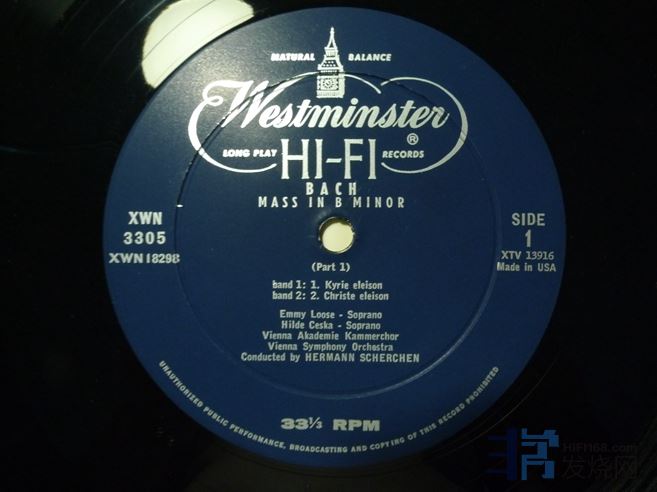 NATURAL BALANCE
Westminster ®
LONG PLAY HI-FI RECORDS
BACH
MASS IN B MINOR
XWN
3305
XWN 18298
SIDE
1
XTV 13916
Made in USA
(Part 1)
band 1: 1. Kyrie eleison
band 2: 2. Christe eleison
Emmy Loose - Soprano
Hilde Ceska - Soprano
Vienna Akademie Kammerchor
Vienna Symphony Orchestra
Conducted by HERMANN SCHERCHEN
33⅓ RPM
UNAUTHORIZED PUBLIC PERFORMANCE, BROADCASTING AND COPYING OF THIS RECORD PROHIBITED
HIFI168.com
发烧网